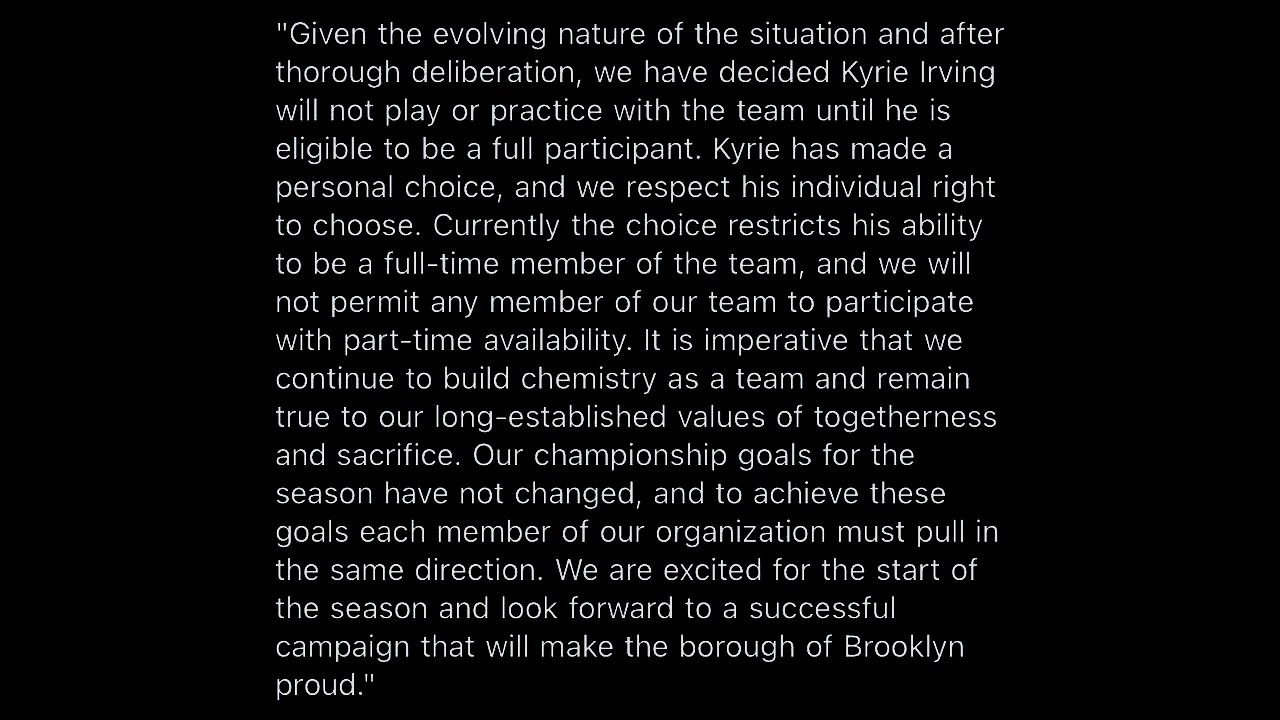 "Given the evolving nature of the situation and after
thorough deliberation, we have decided Kyrie Irving
will not play or practice with the team until he is
eligible to be a full participant. Kyrie has made a
personal choice, and we respect his individual right
to choose. Currently the choice restricts his ability
to be a full-time member of the team, and we will
not permit any member of our team to participate
with part-time availability. It is imperative that we
continue to build chemistry as a team and remain
true to our long-established values of togetherness
and sacrifice. Our championship goals for the
season have not changed, and to achieve these
goals each member of our organization must pull in
the same direction. We are excited for the start of
the season and look forward to a successful
campaign that will make the borough of Brooklyn
proud."